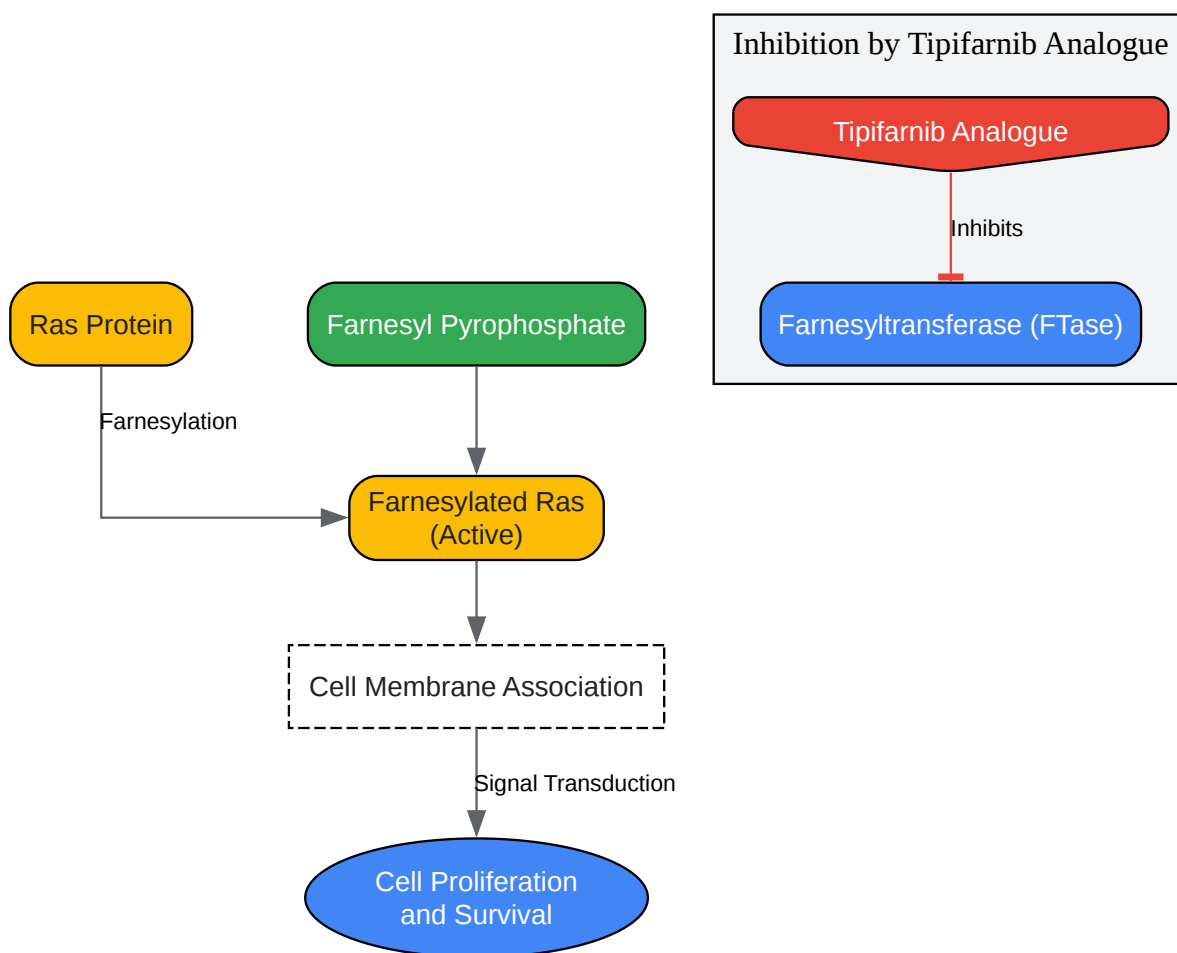 Inhibition by Tipifarnib Analogue
Tipifarnib Analogue
Inhibits
Ras Protein
Farnesyl Pyrophosphate
Farnesyltransferase (FTase)
Farnesylation
Farnesylated Ras
(Active)
Cell Membrane Association
Signal Transduction
Cell Proliferation
and Survival